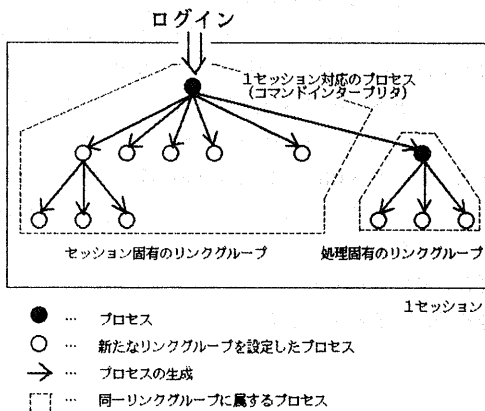 ログイン
1セッション対応のプロセス
(コマンドインタープリタ)
セッション固有のリンクグループ
処理固有のリンクグループ
1セッション
● … プロセス
○ … 新たなリンクグループを設定したプロセス
→ … プロセスの生成
… 同一リンクグループに属するプロセス